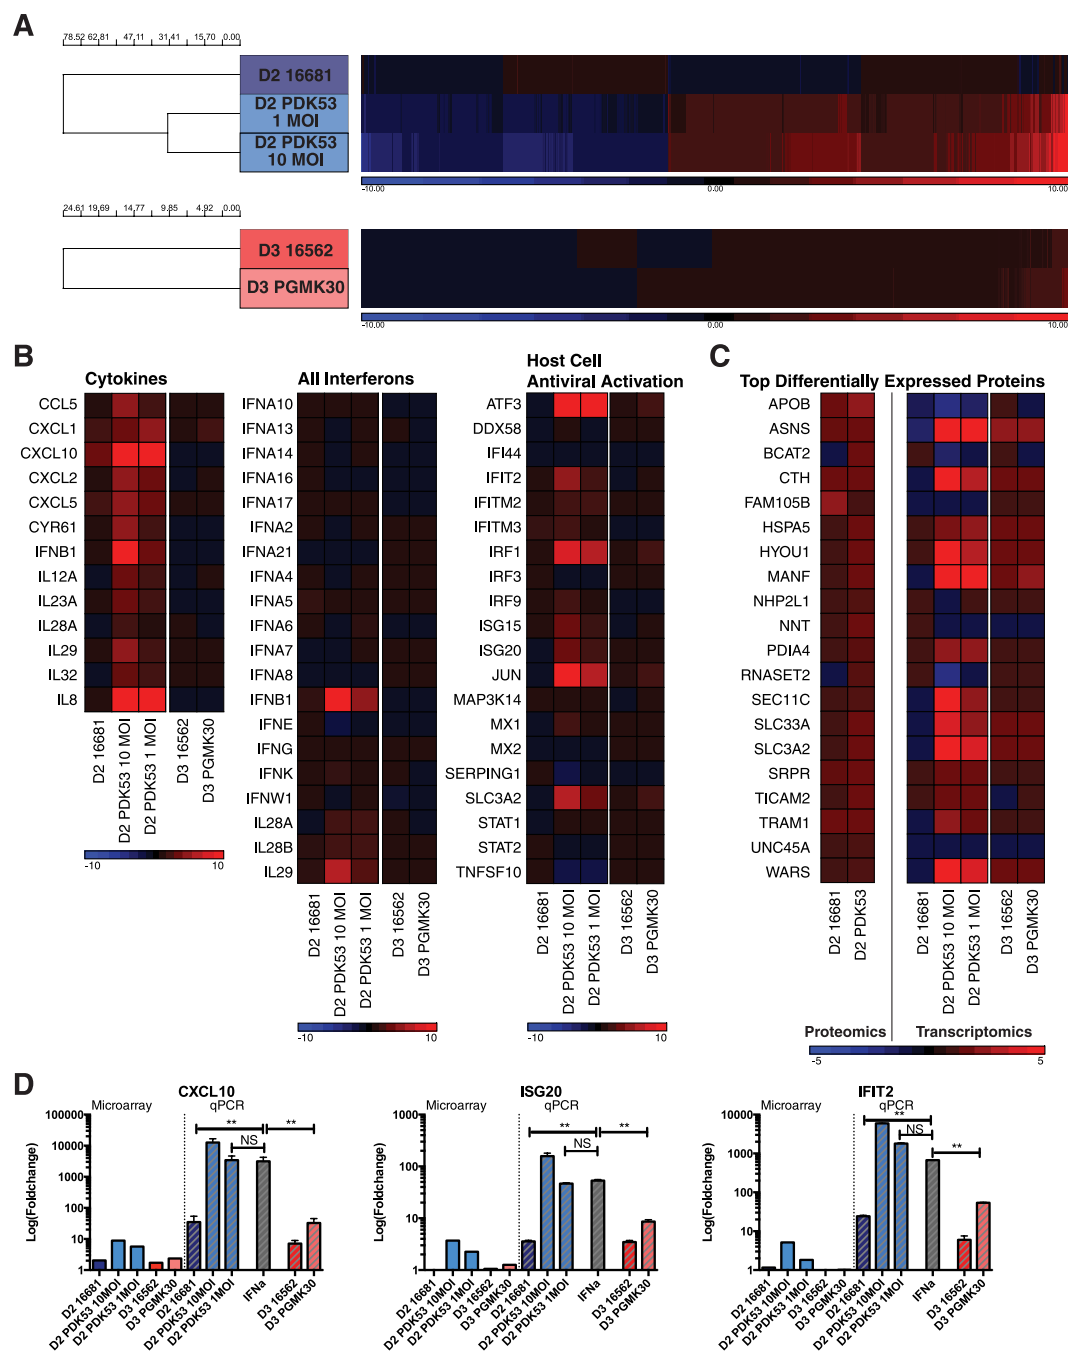 A
78.52 62.81 47.11 31.41 15.70 0.00
D2 16681
D2 PDK53
1 MOI
D2 PDK53
10 MOI
-10.00 0.00 10.00
24.61 19.69 14.77 9.85 4.92 0.00
D3 16562
D3 PGMK30
-10.00 0.00 10.00
B
Cytokines
CCL5
CXCL1
CXCL10
CXCL2
CXCL5
CYR61
IFNB1
IL12A
IL23A
IL28A
IL29
IL32
IL8
D2 16681
D2 PDK53 10 MOI
D2 PDK53 1 MOI
D3 16562
D3 PGMK30
-10 10
All Interferons
IFNA10
IFNA13
IFNA14
IFNA16
IFNA17
IFNA2
IFNA21
IFNA4
IFNA5
IFNA6
IFNA7
IFNA8
IFNB1
IFNE
IFNG
IFNK
IFNW1
IL28A
IL28B
IL29
D2 16681
D2 PDK53 10 MOI
D2 PDK53 1 MOI
D3 16562
D3 PGMK30
-10 10
Host Cell
Antiviral Activation
ATF3
DDX58
IFI44
IFIT2
IFITM2
IFITM3
IRF1
IRF3
IRF9
ISG15
ISG20
JUN
MAP3K14
MX1
MX2
SERPING1
SLC3A2
STAT1
STAT2
TNFSF10
D2 16681
D2 PDK53 10 MOI
D2 PDK53 1 MOI
D3 16562
D3 PGMK30
-10 10
C
Top Differentially Expressed Proteins
APOB
ASNS
BCAT2
CTH
FAM105B
HSPA5
HYOU1
MANF
NHP2L1
NNT
PDIA4
RNASET2
SEC11C
SLC33A
SLC3A2
SRPR
TICAM2
TRAM1
UNC45A
WARS
D2 16681
D2 PDK53
D2 16681
D2 PDK53 10 MOI
D2 PDK53 1 MOI
D3 16562
D3 PGMK30
Proteomics Transcriptomics
-5 5
D
CXCL10
Microarray qPCR
Log(Foldchange)
100000
10000
1000
100
10
1
** **
NS
D2 16681
D2 PDK53 10MOI
D2 PDK53 1MOI
D3 16562
D3 PGMK30
D2 16681
D2 PDK53 10MOI
D2 PDK53 1MOI
IFNa
D3 16562
D3 PGMK30
ISG20
Microarray qPCR
Log(Foldchange)
1000
100
10
1
** **
NS
D2 16681
D2 PDK53 10MOI
D2 PDK53 1MOI
D3 16562
D3 PGMK30
D2 16681
D2 PDK53 10MOI
D2 PDK53 1MOI
IFNa
D3 16562
D3 PGMK30
IFIT2
Microarray qPCR
Log(Foldchange)
10000
1000
100
10
1
**
NS
**
D2 16681
D2 PDK53 10MOI
D2 PDK53 1MOI
D3 16562
D3 PGMK30
D2 16681
D2 PDK53 10MOI
D2 PDK53 1MOI
IFNa
D3 16562
D3 PGMK30